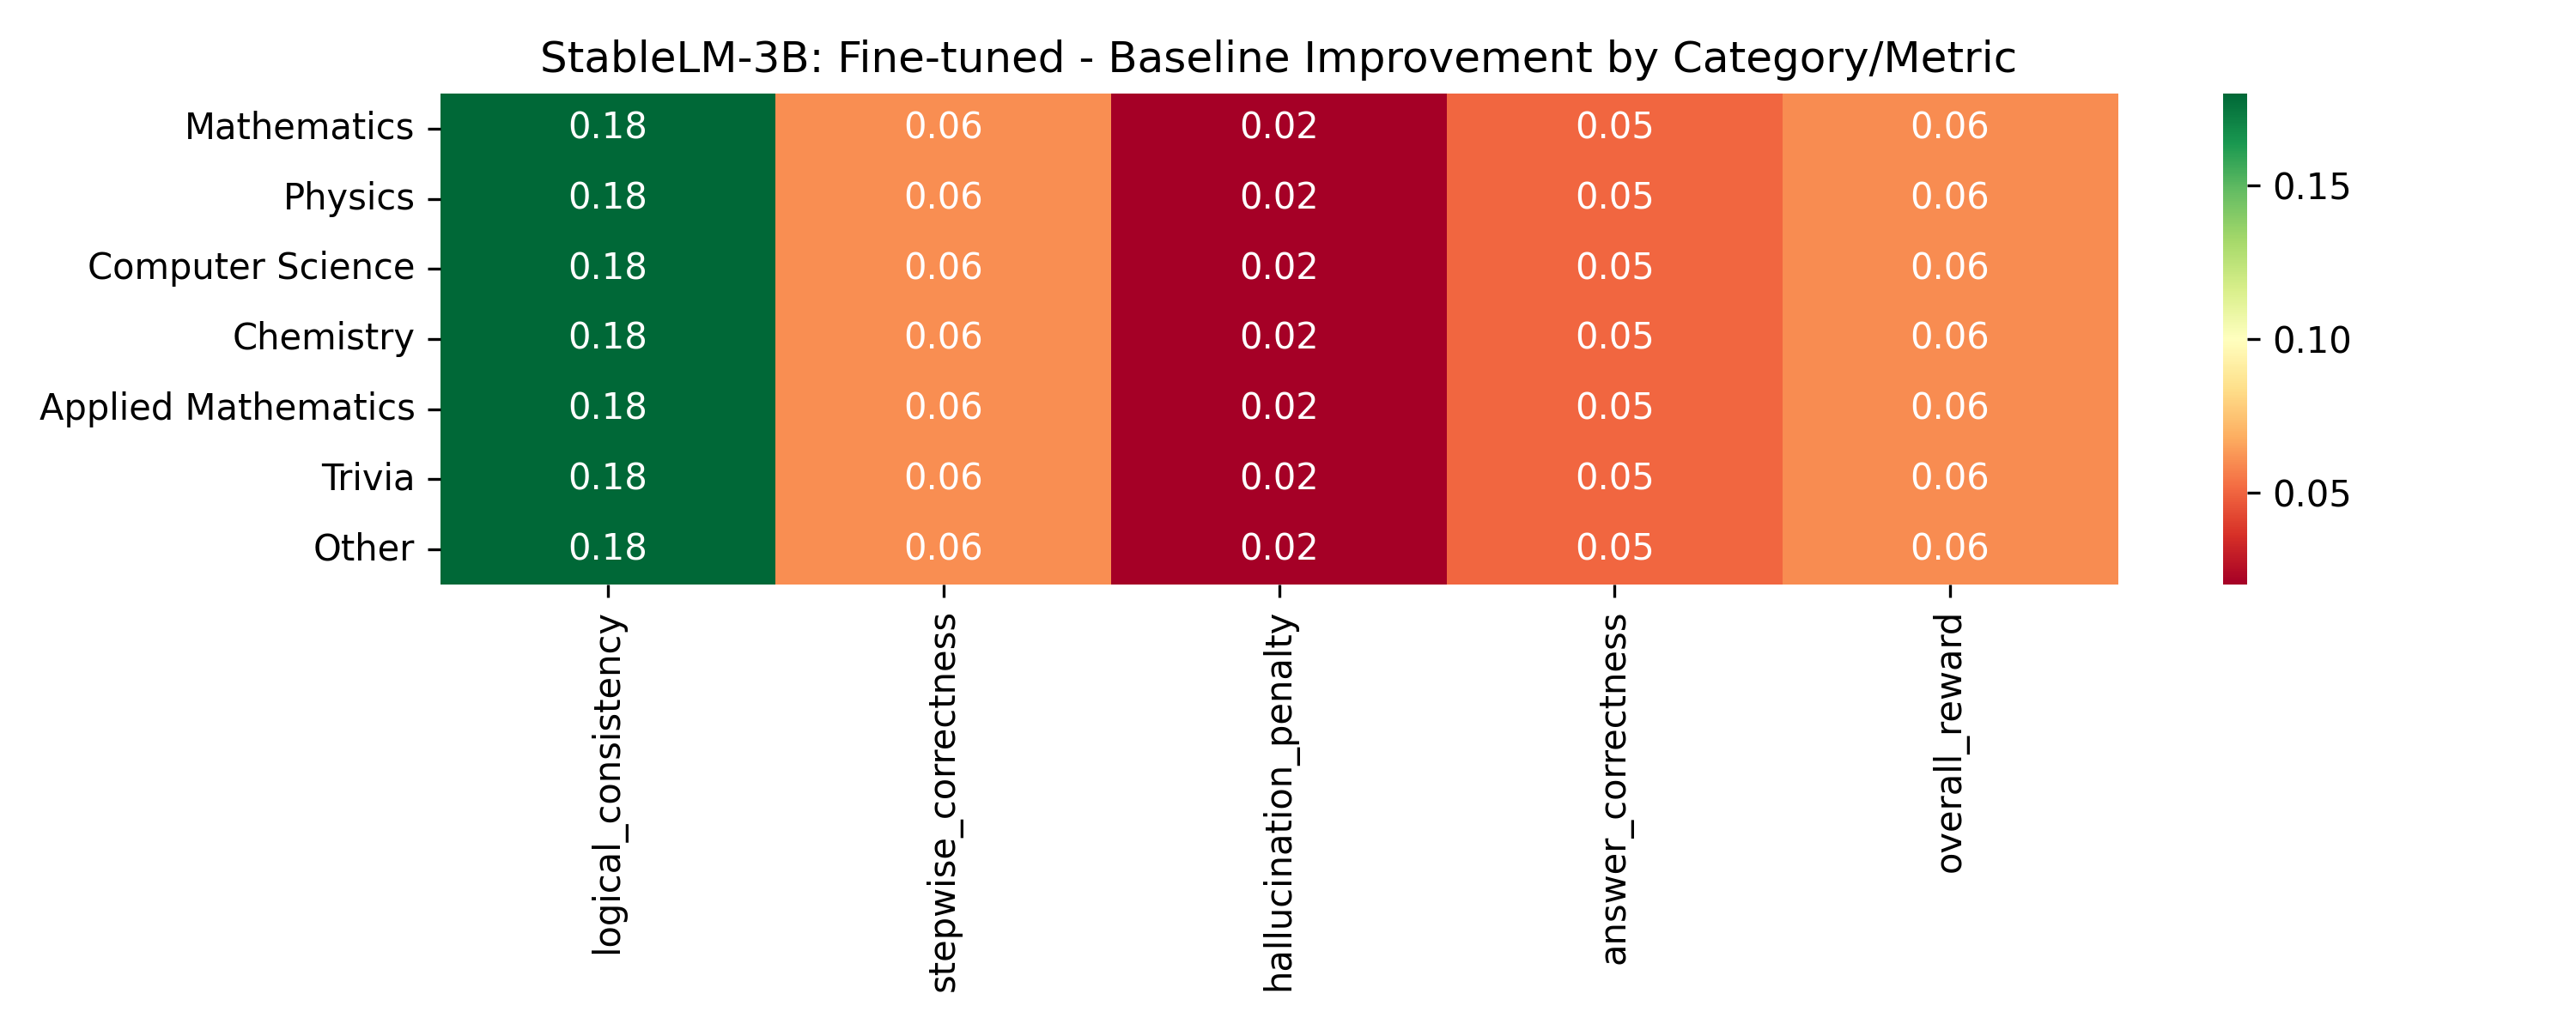 StableLM-3B: Fine-tuned - Baseline Improvement by Category/Metric
Mathematics 0.18 0.06 0.02 0.05 0.06
Physics 0.18 0.06 0.02 0.05 0.06
Computer Science 0.18 0.06 0.02 0.05 0.06
Chemistry 0.18 0.06 0.02 0.05 0.06
Applied Mathematics 0.18 0.06 0.02 0.05 0.06
Trivia 0.18 0.06 0.02 0.05 0.06
Other 0.18 0.06 0.02 0.05 0.06
logical_consistency
stepwise_correctness
hallucination_penalty
answer_correctness
overall_reward
0.15
0.10
0.05